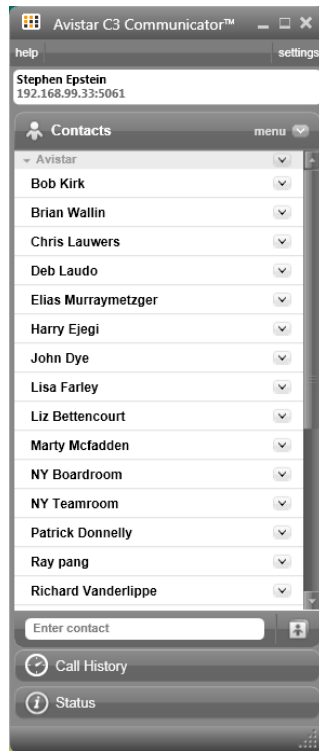 Avistar C3 Communicator™
help settings
Stephen Epstein
192.168.99.33:5061
Contacts menu
Avistar
Bob Kirk
Brian Wallin
Chris Lauwers
Deb Laudo
Elias Murraymetzger
Harry Ejegi
John Dye
Lisa Farley
Liz Bettencourt
Marty Mcfadden
NY Boardroom
NY Teamroom
Patrick Donnelly
Ray pang
Richard Vanderlippe
Enter contact
Call History
Status